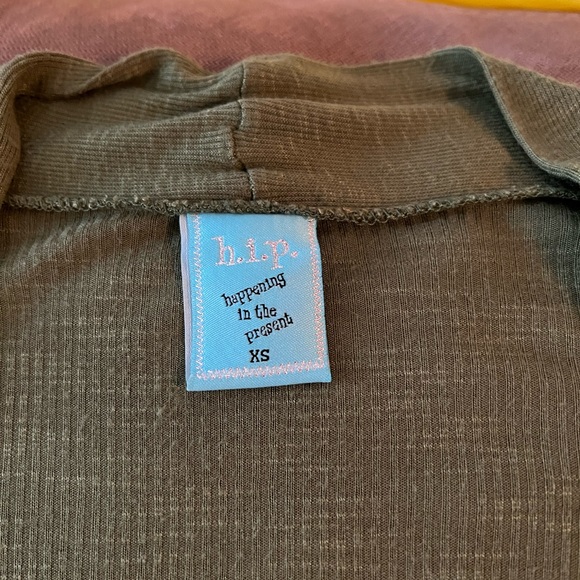 h.i.p.
happening
in the
present
XS